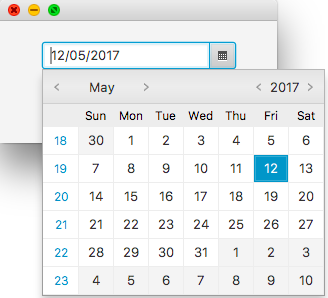 12/05/2017
< May > < 2017 >
Sun Mon Tue Wed Thu Fri Sat
18 30 1 2 3 4 5 6
19 7 8 9 10 11 12 13
20 14 15 16 17 18 19 20
21 21 22 23 24 25 26 27
22 28 29 30 31 1 2 3
23 4 5 6 7 8 9 10